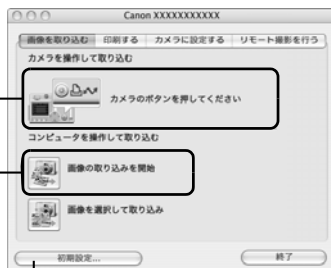 Canon XXXXXXXXXXX
画像を取り込む 印刷する カメラに設定する リモート撮影を行う
カメラを操作して取り込む
カメラのボタンを押してください
コンピュータを操作して取り込む
画像の取り込みを開始
画像を選択して取り込み
初期設定... 終了